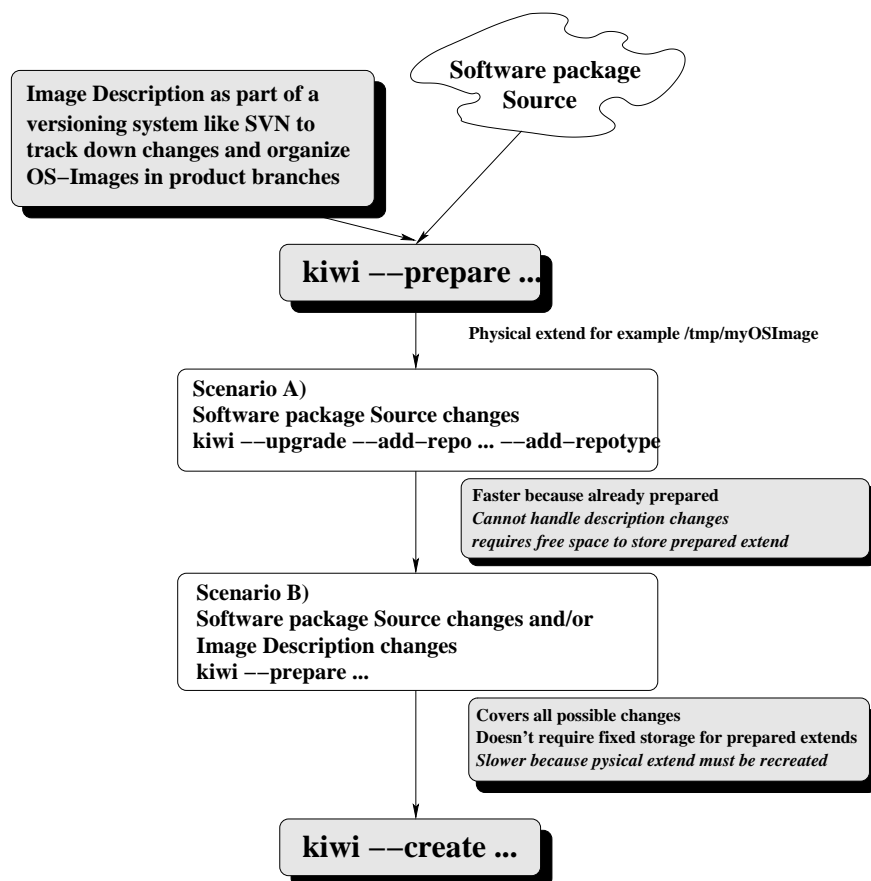 Software package
Source
Image Description as part of a
versioning system like SVN to
track down changes and organize
OS−Images in product branches
kiwi −−prepare ...
Physical extend for example /tmp/myOSImage
Scenario A)
Software package Source changes
kiwi −−upgrade −−add−repo ... −−add−repotype
Faster because already prepared
Cannot handle description changes
requires free space to store prepared extend
Scenario B)
Software package Source changes and/or
Image Description changes
kiwi −−prepare ...
Covers all possible changes
Doesn't require fixed storage for prepared extends
Slower because pysical extend must be recreated
kiwi −−create ...